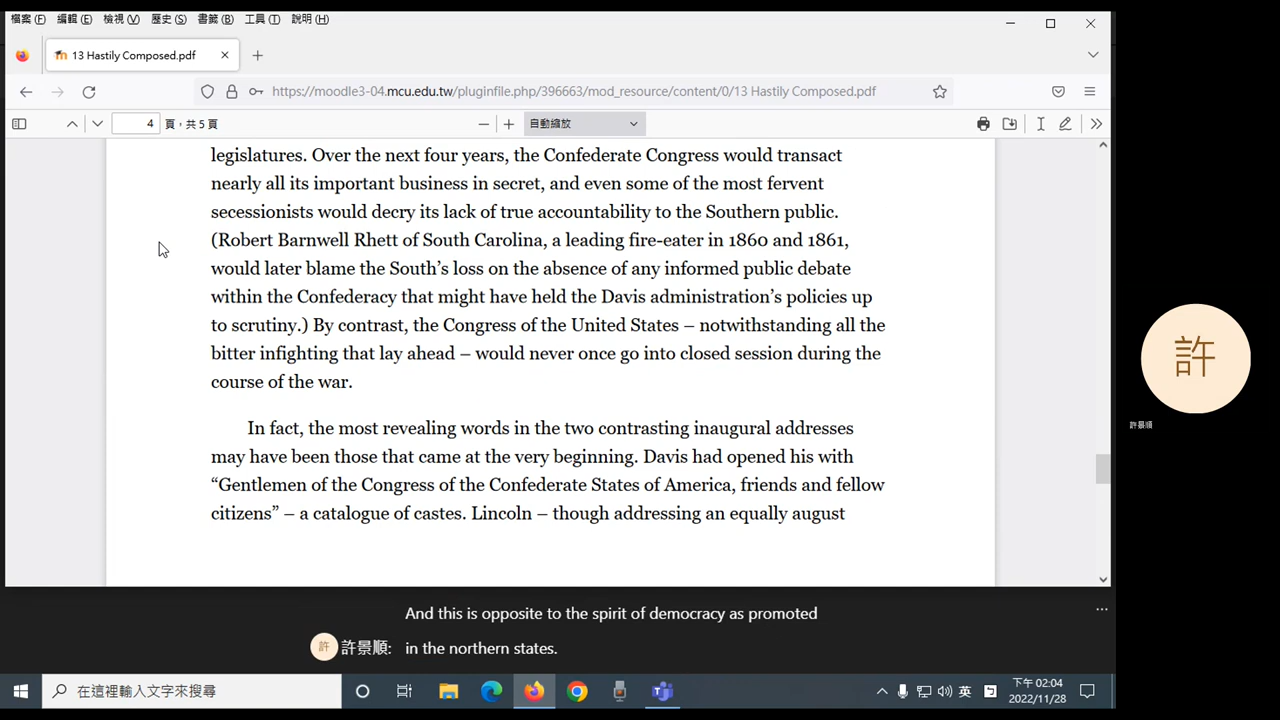 檔案 (F) 編輯 (E) 檢視 (V) 歷史 (S) 書籤 (B) 工具 (T) 說明 (H)
13 Hastily Composed.pdf
https://moodle3-04.mcu.edu.tw/pluginfile.php/396663/mod_resource/content/0/13 Hastily Composed.pdf
4 頁，共 5 頁 自動縮放
legislatures. Over the next four years, the Confederate Congress would transact
nearly all its important business in secret, and even some of the most fervent
secessionists would decry its lack of true accountability to the Southern public.
(Robert Barnwell Rhett of South Carolina, a leading fire-eater in 1860 and 1861,
would later blame the South's loss on the absence of any informed public debate
within the Confederacy that might have held the Davis administration's policies up
to scrutiny.) By contrast, the Congress of the United States – notwithstanding all the
bitter infighting that lay ahead – would never once go into closed session during the
course of the war.
In fact, the most revealing words in the two contrasting inaugural addresses
may have been those that came at the very beginning. Davis had opened his with
“Gentlemen of the Congress of the Confederate States of America, friends and fellow
citizens” – a catalogue of castes. Lincoln – though addressing an equally august
許
許景順
And this is opposite to the spirit of democracy as promoted
許 許景順: in the northern states.
在這裡輸入文字來搜尋
英
下午 02:04
2022/11/28